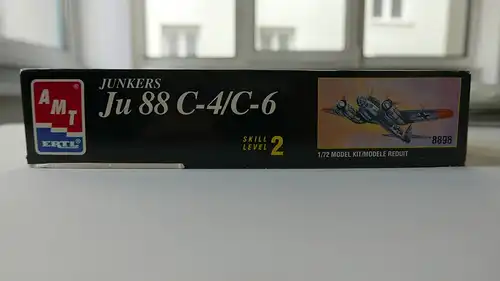 AMT
ERTL
JUNKERS
Ju 88 C-4/C-6
SKILL
LEVEL 2
8898
1/72 MODEL KIT/MODELE REDUIT